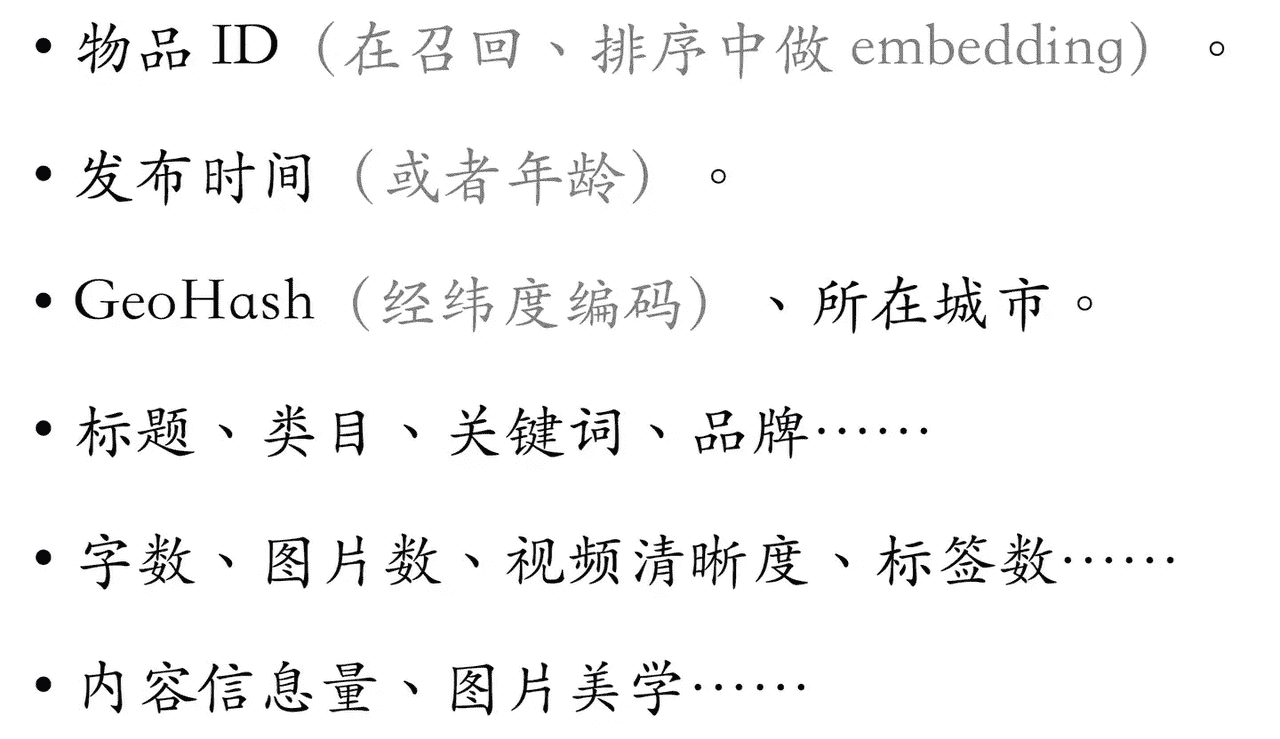 • 物品 ID（在召回、排序中做 embedding）。
• 发布时间（或者年龄）。
• GeoHash（经纬度编码）、所在城市。
• 标题、类目、关键词、品牌……
• 字数、图片数、视频清晰度、标签数……
• 内容信息量、图片美学……